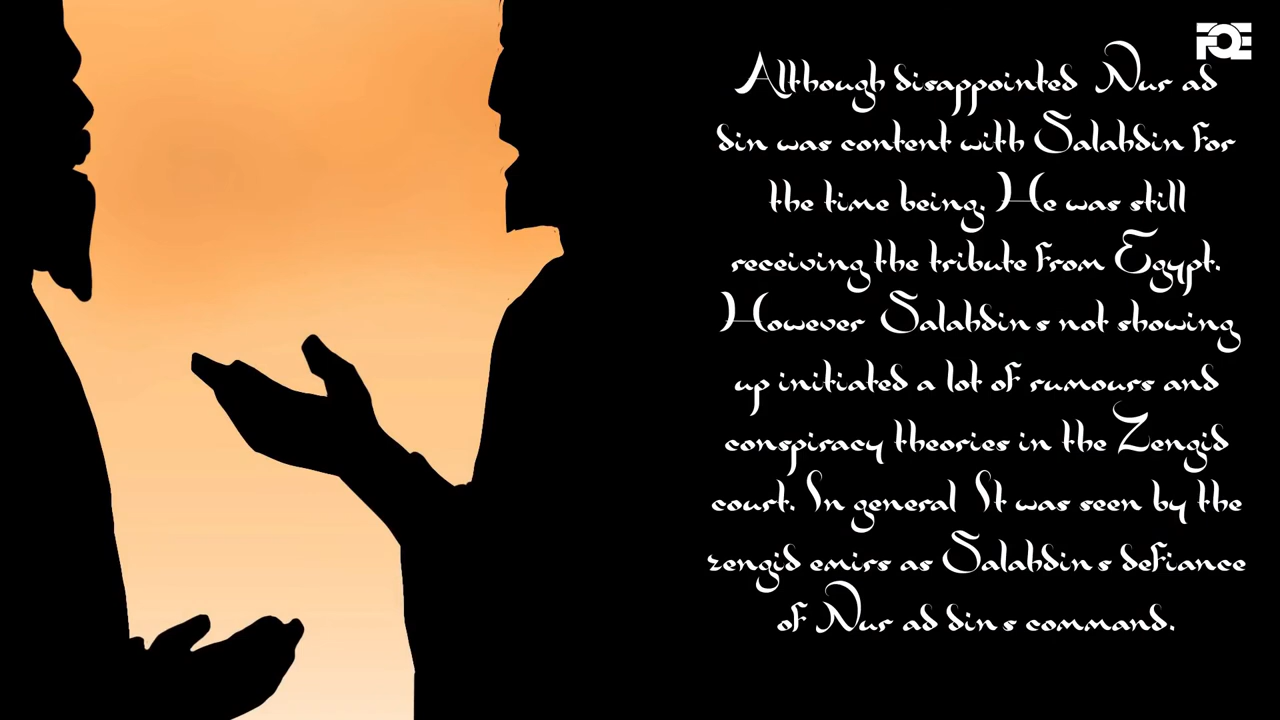 FOE
Although disappointed Nur ad
din was content with Salahdin for
the time being. He was still
receiving the tribute from Egypt.
However Salahdin s not showing
up initiated a lot of rumours and
conspiracy theories in the Zengid
court. In general It was seen by the
zengid emirs as Salahdin s defiance
of Nur ad din s command.